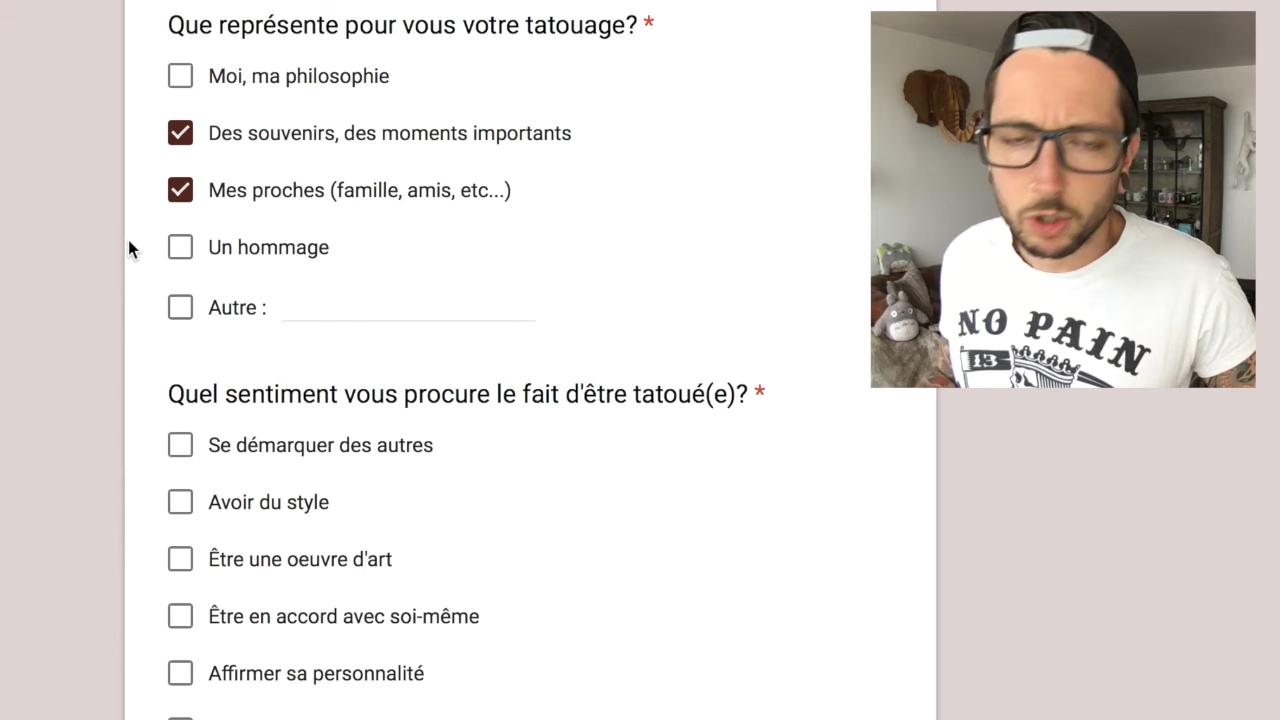 Que représente pour vous votre tatouage? *
Moi, ma philosophie
Des souvenirs, des moments importants
Mes proches (famille, amis, etc...)
Un hommage
Autre :
Quel sentiment vous procure le fait d'être tatoué(e)? *
Se démarquer des autres
Avoir du style
Être une oeuvre d'art
Être en accord avec soi-même
Affirmer sa personnalité
NO PAIN
13